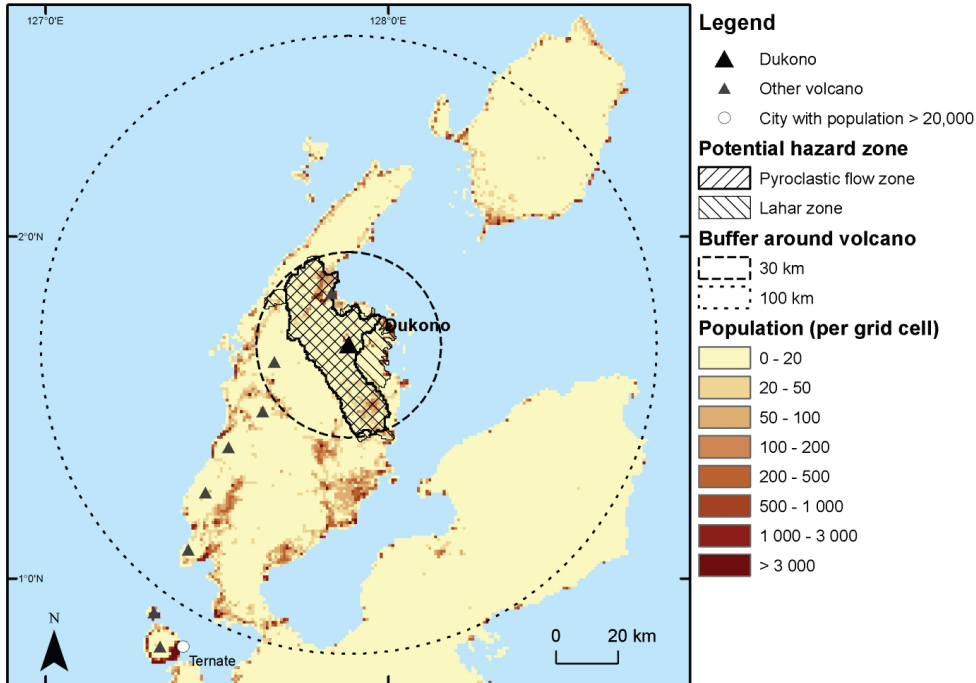 127°0'E
128°0'E
2°0'N
1°0'N
Dukono
Ternate
N
0 20 km
Legend
Dukono
Other volcano
City with population > 20,000
Potential hazard zone
Pyroclastic flow zone
Lahar zone
Buffer around volcano
30 km
100 km
Population (per grid cell)
0 - 20
20 - 50
50 - 100
100 - 200
200 - 500
500 - 1 000
1 000 - 3 000
> 3 000